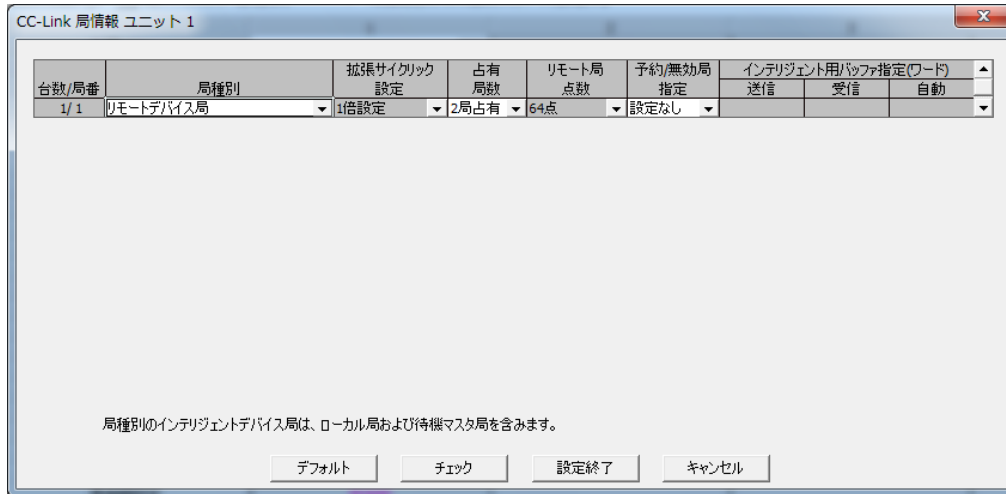 CC-Link 局情報 ユニット 1
台数/局番 局種別 拡張サイクリック設定 占有局数 リモート局点数 予約/無効局指定 インテリジェント用バッファ指定(ワード)
送信 受信 自動
1/ 1 リモートデバイス局 1倍設定 2局占有 64点 設定なし
局種別のインテリジェントデバイス局は、ローカル局および待機マスタ局を含みます。
デフォルト チェック 設定終了 キャンセル